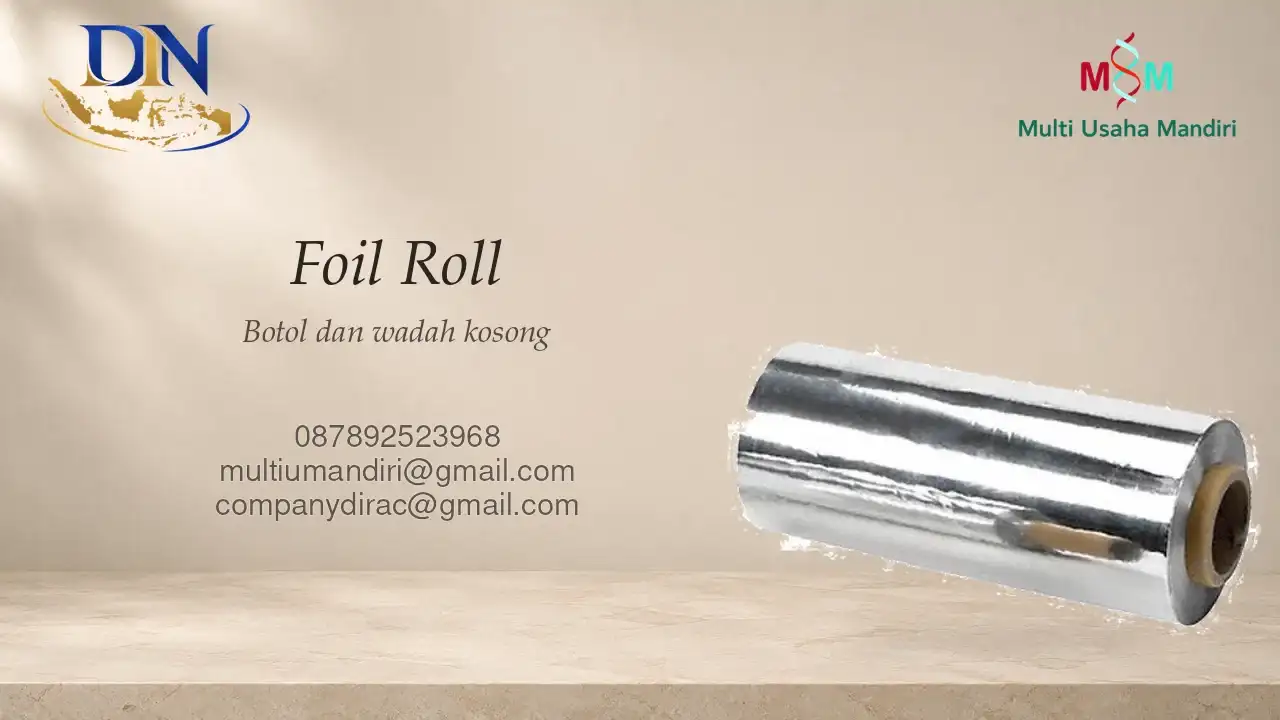 DN
MSM
Multi Usaha Mandiri
Foil Roll
Botol dan wadah kosong
087892523968
multiumandiri@gmail.com
companydirac@gmail.com